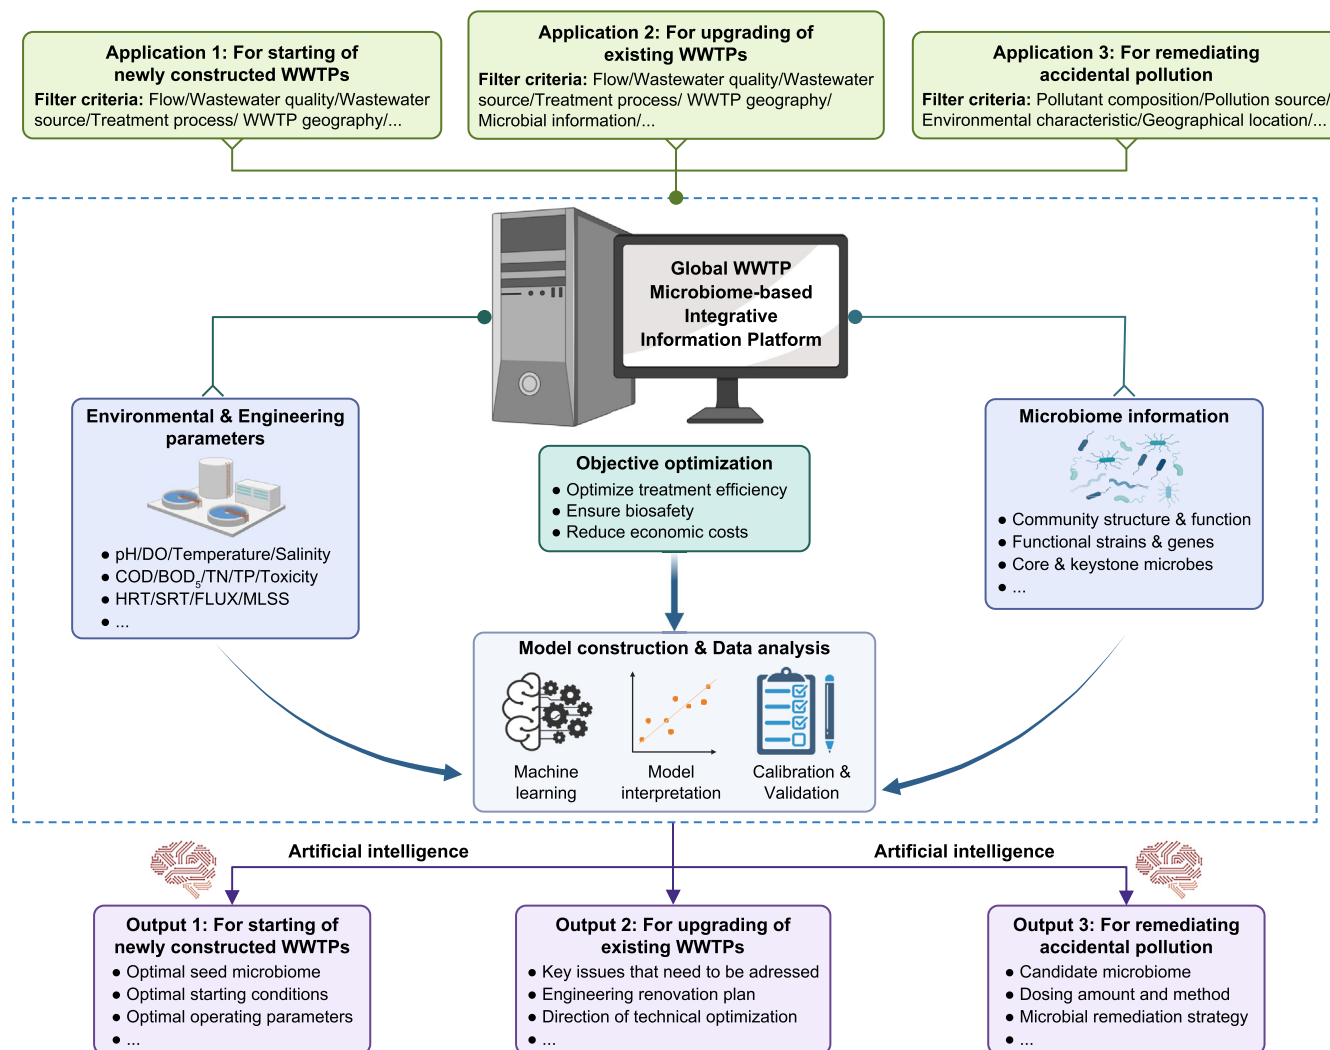 Application 1: For starting of
newly constructed WWTPs
Filter criteria: Flow/Wastewater quality/Wastewater
source/Treatment process/ WWTP geography/...
Application 2: For upgrading of
existing WWTPs
Filter criteria: Flow/Wastewater quality/Wastewater
source/Treatment process/ WWTP geography/
Microbial information/...
Application 3: For remediating
accidental pollution
Filter criteria: Pollutant composition/Pollution source/
Environmental characteristic/Geographical location/...
Global WWTP
Microbiome-based
Integrative
Information Platform
Environmental & Engineering
parameters
● pH/DO/Temperature/Salinity
● COD/BOD5/TN/TP/Toxicity
● HRT/SRT/FLUX/MLSS
● ...
Objective optimization
● Optimize treatment efficiency
● Ensure biosafety
● Reduce economic costs
Microbiome information
● Community structure & function
● Functional strains & genes
● Core & keystone microbes
● ...
Model construction & Data analysis
Machine
learning
Model
interpretation
Calibration &
Validation
Artificial intelligence
Artificial intelligence
Output 1: For starting of
newly constructed WWTPs
● Optimal seed microbiome
● Optimal starting conditions
● Optimal operating parameters
● ...
Output 2: For upgrading of
existing WWTPs
● Key issues that need to be adressed
● Engineering renovation plan
● Direction of technical optimization
● ...
Output 3: For remediating
accidental pollution
● Candidate microbiome
● Dosing amount and method
● Microbial remediation strategy
● ...